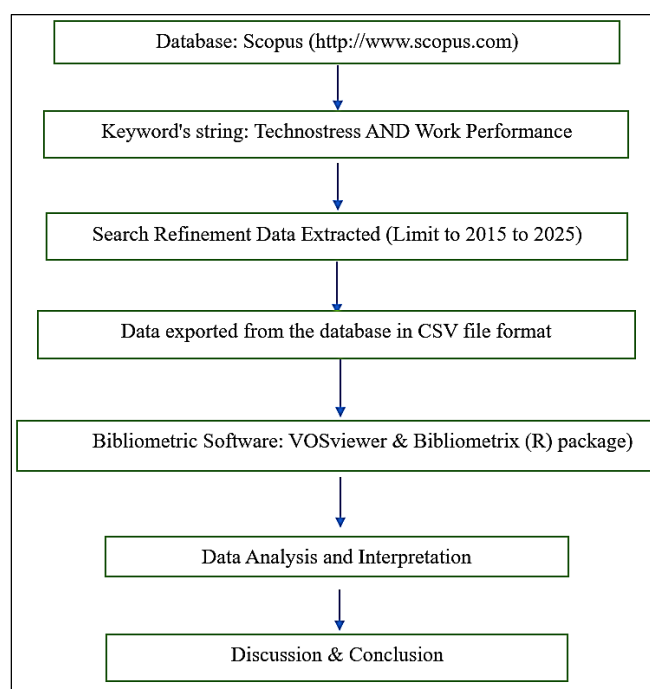 Database: Scopus (http://www.scopus.com)
Keyword's string: Technostress AND Work Performance
Search Refinement Data Extracted (Limit to 2015 to 2025)
Data exported from the database in CSV file format
Bibliometric Software: VOSviewer & Bibliometrix (R) package)
Data Analysis and Interpretation
Discussion & Conclusion